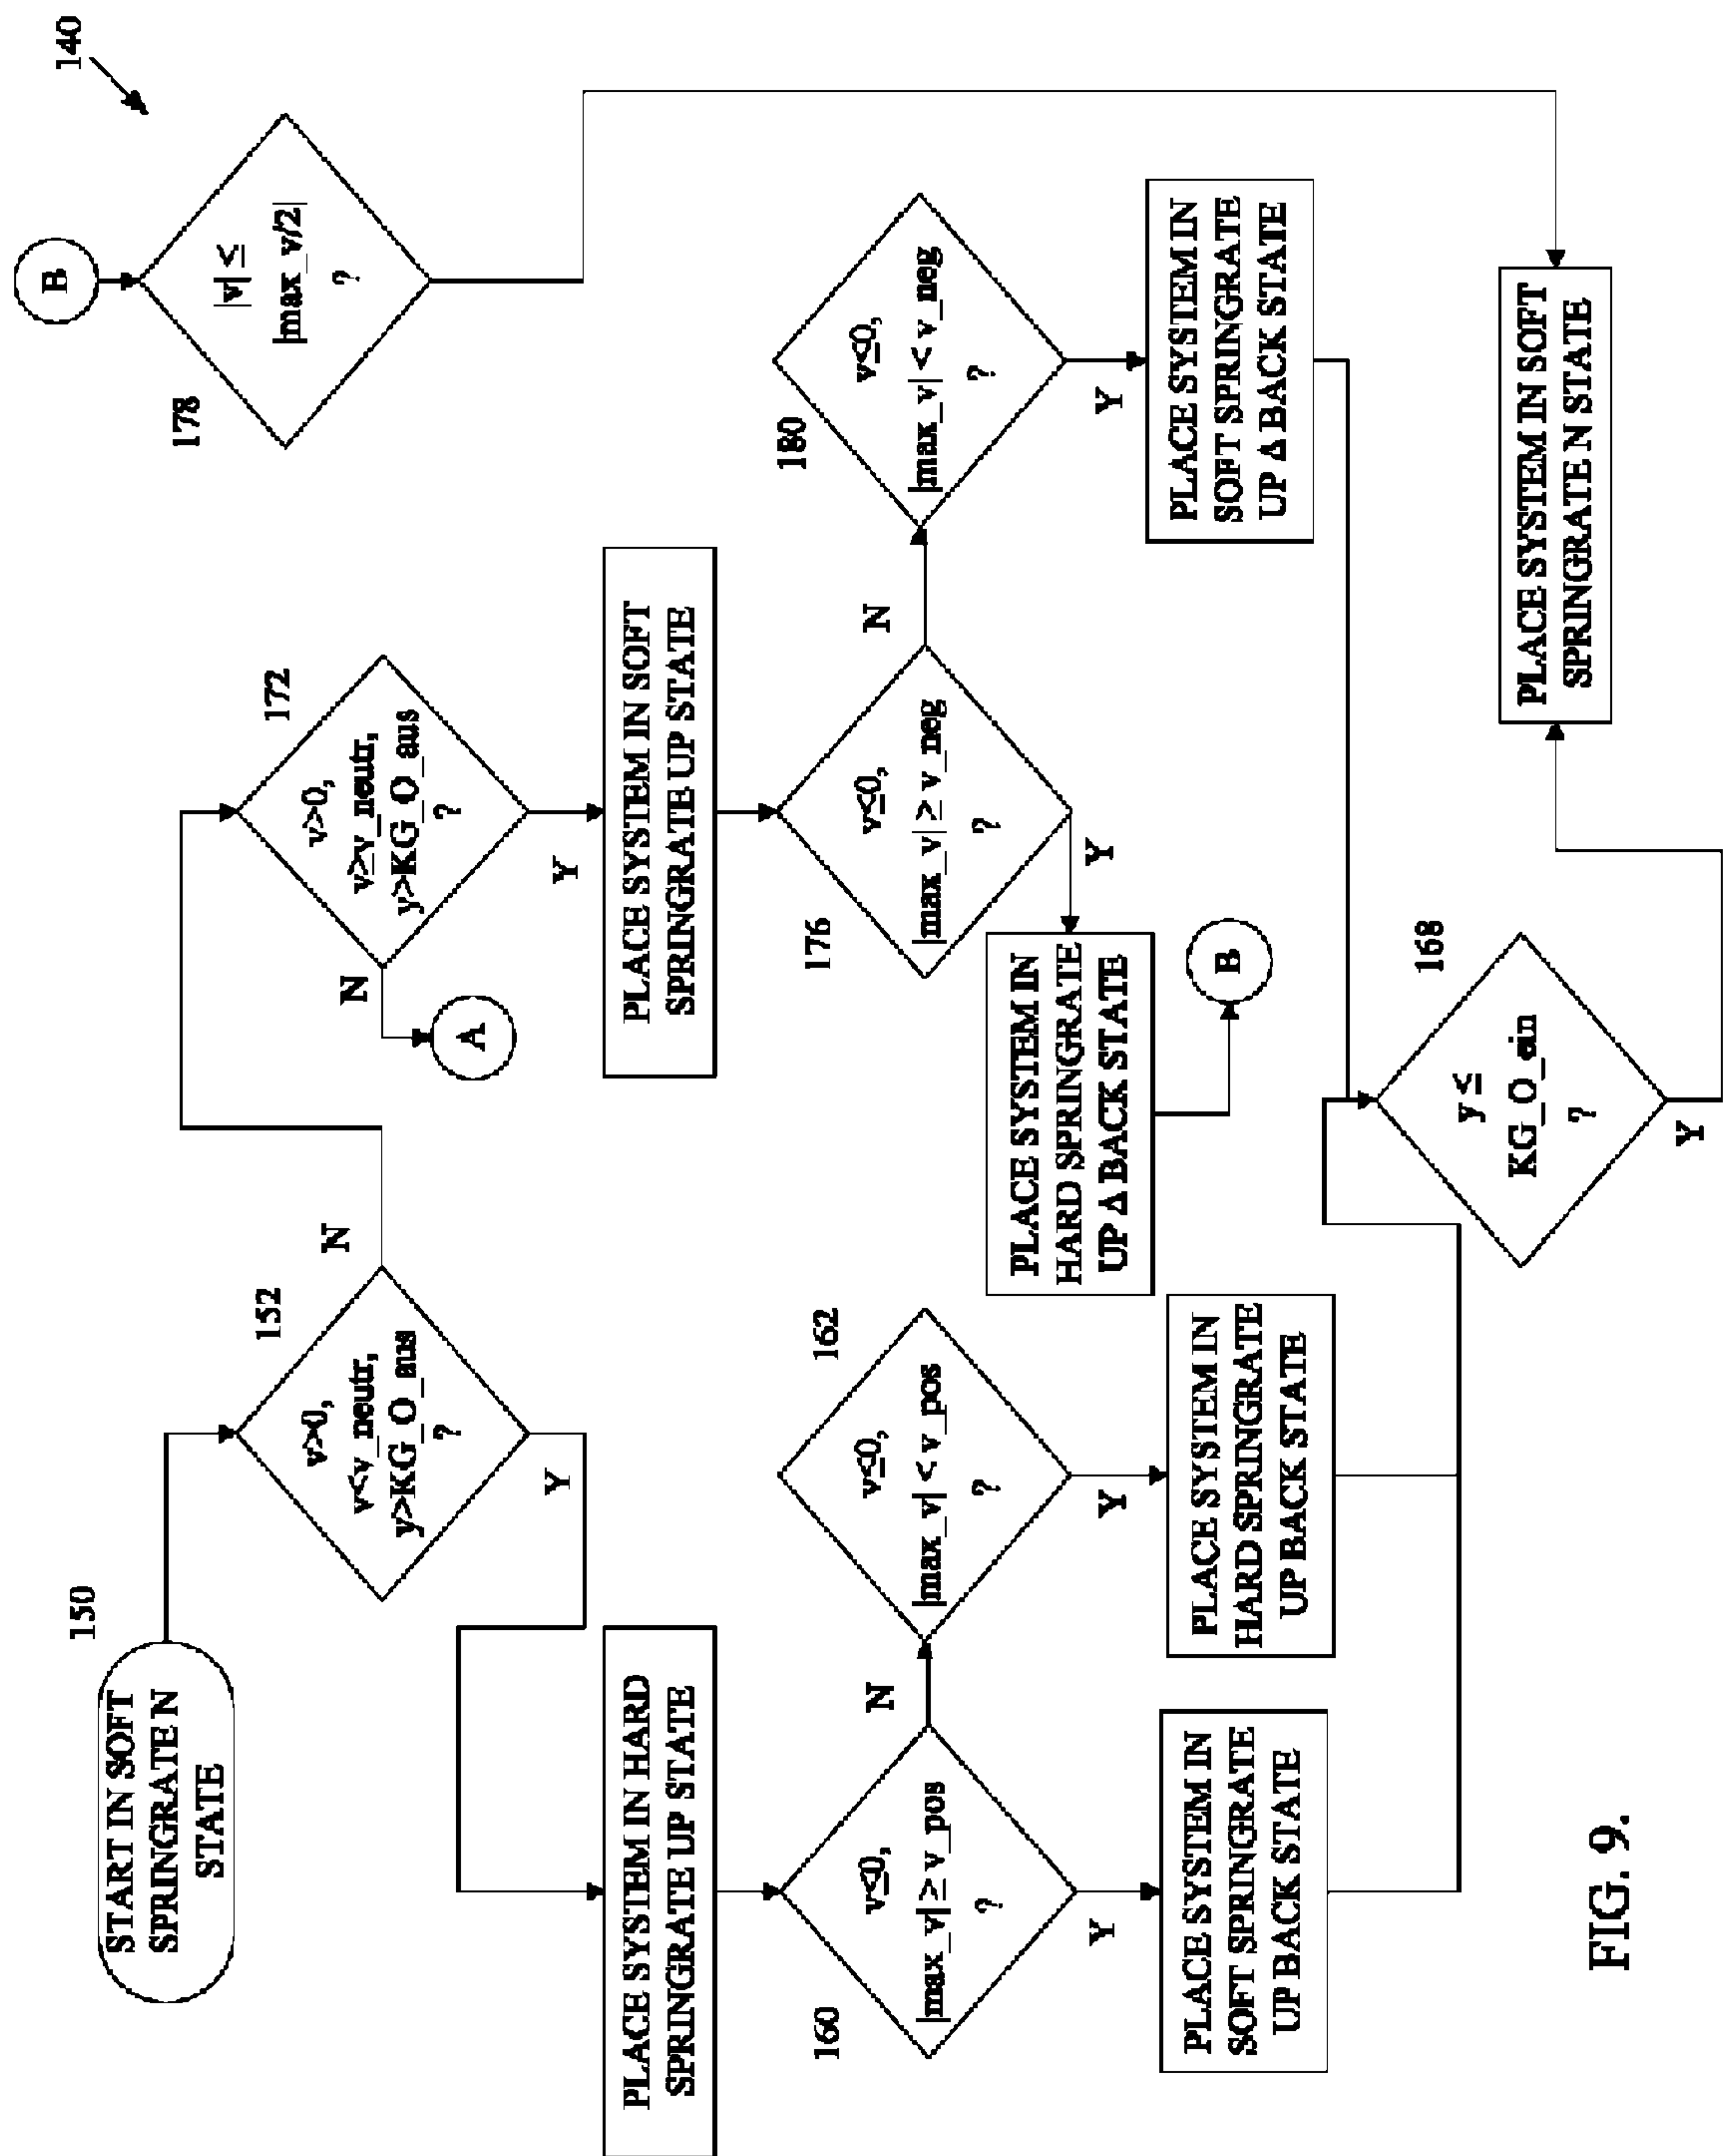 140
150
START IN SOFT
SPRINGRATE N
STATE
152
v>0,
v<v_neutr,
y>KG_O_aus
?
N
Y
172
v>0,
v≥v_neutr,
y>KG_O_aus
?
N
A
Y
B
178
|v| ≤
|max_v/2|
?
PLACE SYSTEM IN HARD
SPRINGRATE UP STATE
PLACE SYSTEM IN SOFT
SPRINGRATE UP STATE
160
v≤0,
|max_v| ≥ v_pos
?
N
Y
162
v≤0,
|max_v| < v_pos
?
Y
176
v≤0,
|max_v| ≥ v_neg
?
N
Y
180
v≤0,
|max_v| < v_neg
?
Y
PLACE SYSTEM IN
SOFT SPRINGRATE
UP BACK STATE
PLACE SYSTEM IN
HARD SPRINGRATE
UP BACK STATE
PLACE SYSTEM IN
HARD SPRINGRATE
UP Δ BACK STATE
B
PLACE SYSTEM IN
SOFT SPRINGRATE
UP Δ BACK STATE
168
y ≤
KG_O_ein
?
Y
PLACE SYSTEM IN SOFT
SPRINGRATE N STATE
FIG. 9.